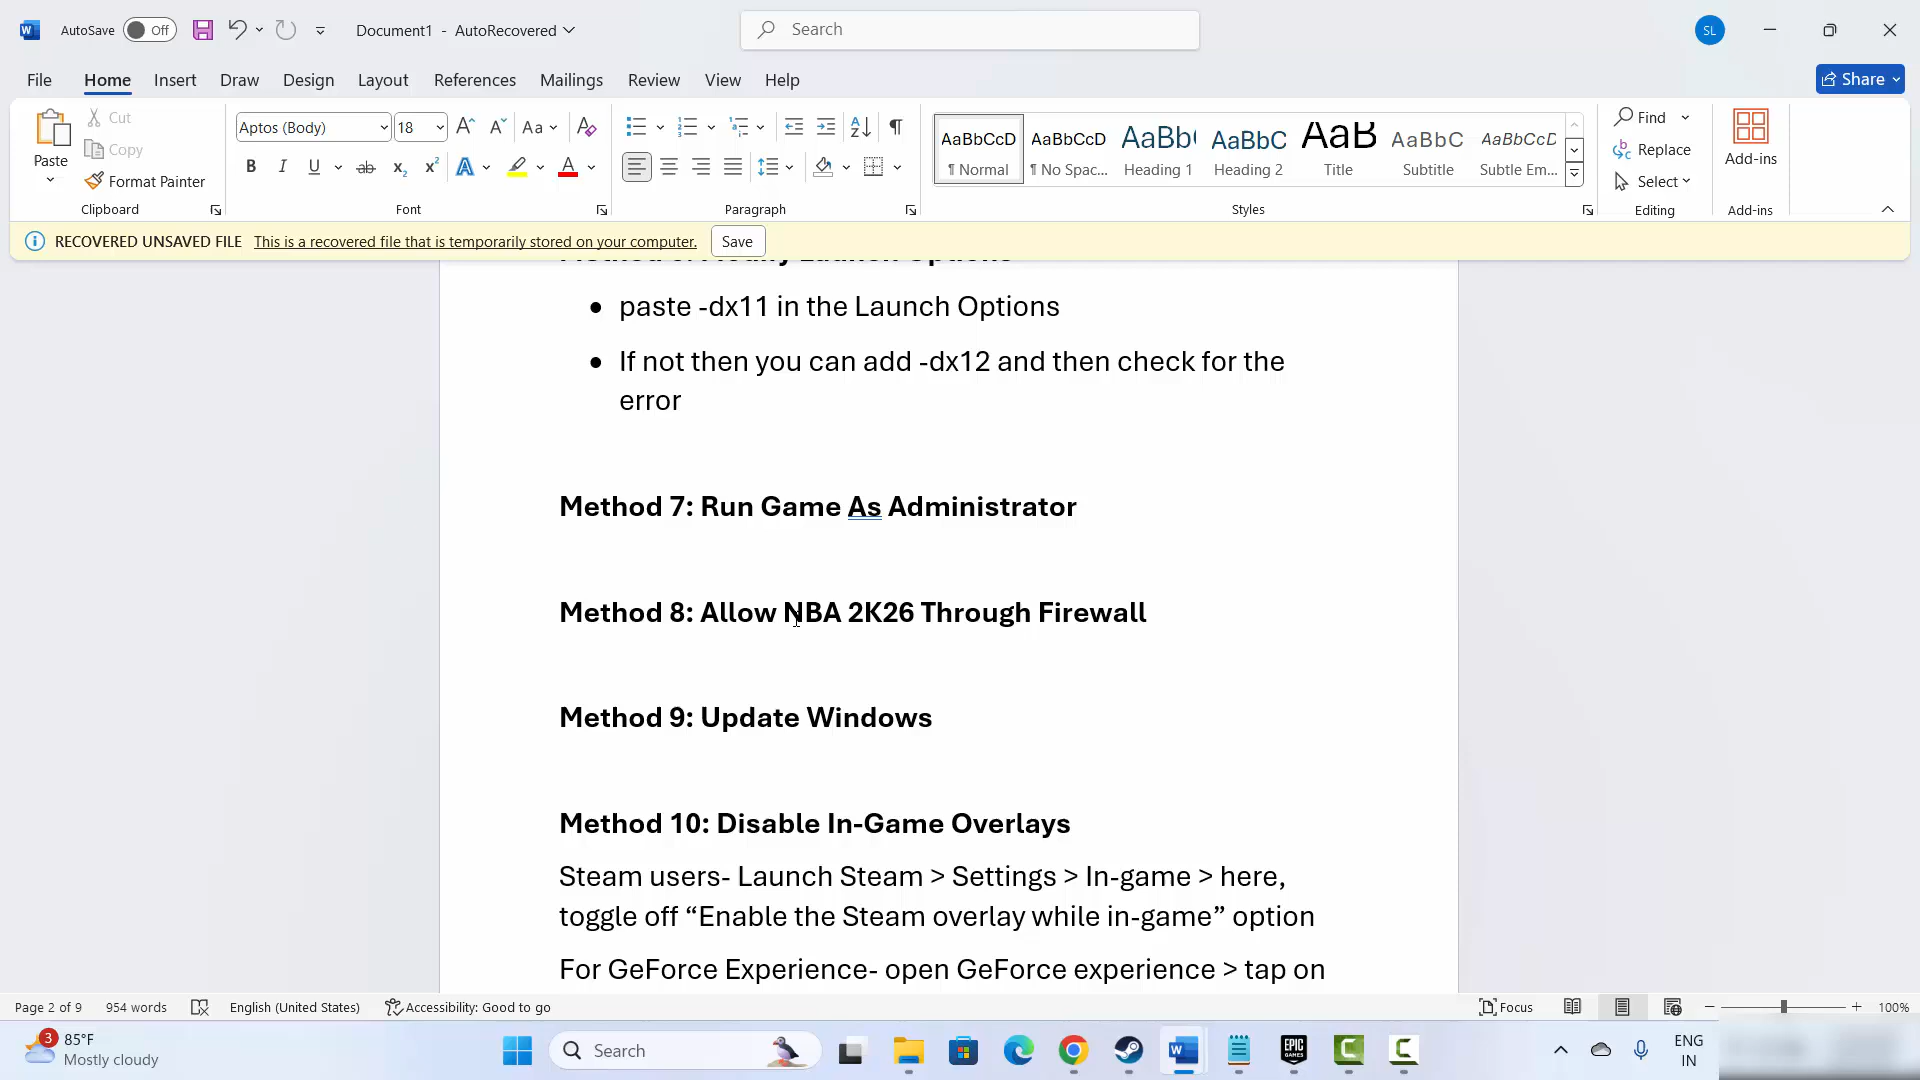 AutoSave Off Document1 - AutoRecovered Search SL
File Home Insert Draw Design Layout References Mailings Review View Help Share
Paste Cut Copy Format Painter Clipboard
Aptos (Body) 18 Aa Font
Paragraph
AaBbCcD AaBbCcD AaBb AaBbC AaB AaBbC AaBbCcD
¶ Normal ¶ No Spac... Heading 1 Heading 2 Title Subtitle Subtle Em...
Styles
Find Replace Select Editing
Add-ins Add-ins
RECOVERED UNSAVED FILE This is a recovered file that is temporarily stored on your computer. Save
• paste -dx11 in the Launch Options
• If not then you can add -dx12 and then check for the
error
Method 7: Run Game As Administrator
Method 8: Allow NBA 2K26 Through Firewall
Method 9: Update Windows
Method 10: Disable In-Game Overlays
Steam users- Launch Steam > Settings > In-game > here,
toggle off “Enable the Steam overlay while in-game” option
For GeForce Experience- open GeForce experience > tap on
Page 2 of 9 954 words English (United States) Accessibility: Good to go Focus 100%
3 85°F
Mostly cloudy
Search
EPIC GAMES
ENG
IN